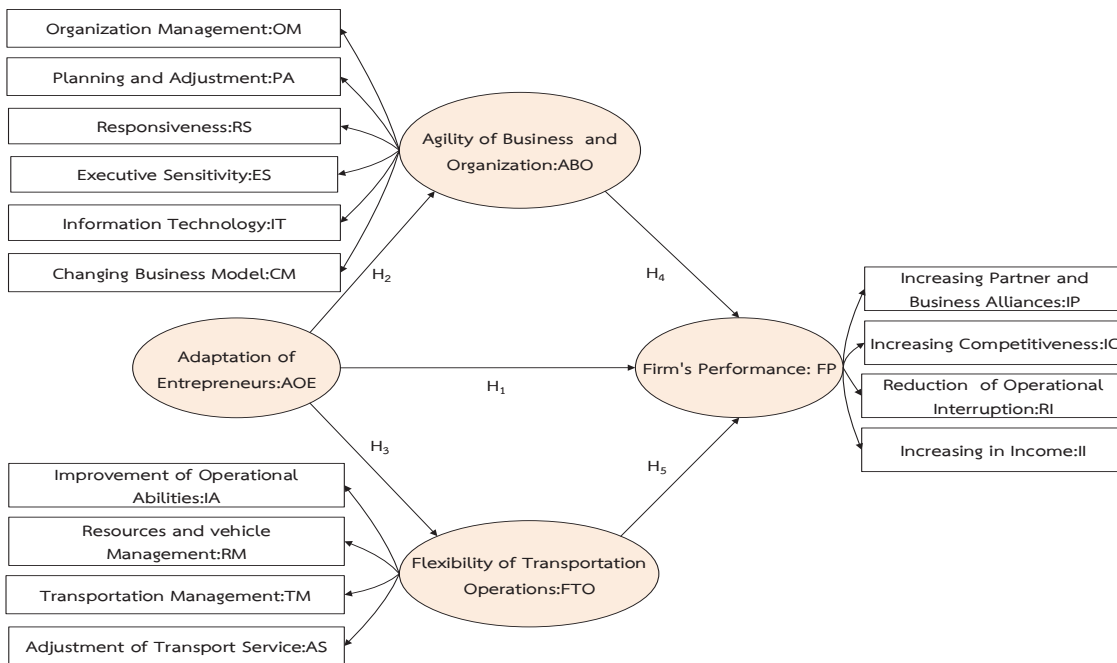 Organization Management:OM
Planning and Adjustment:PA
Responsiveness:RS
Executive Sensitivity:ES
Information Technology:IT
Changing Business Model:CM
Agility of Business and
Organization:ABO
H2
H4
Adaptation of
Entrepreneurs:AOE
H1
Firm's Performance: FP
Increasing Partner and
Business Alliances:IP
Increasing Competitiveness:IC
Reduction of Operational
Interruption:RI
Increasing in Income:II
H3
H5
Improvement of Operational
Abilities:IA
Resources and vehicle
Management:RM
Transportation Management:TM
Adjustment of Transport Service:AS
Flexibility of Transportation
Operations:FTO